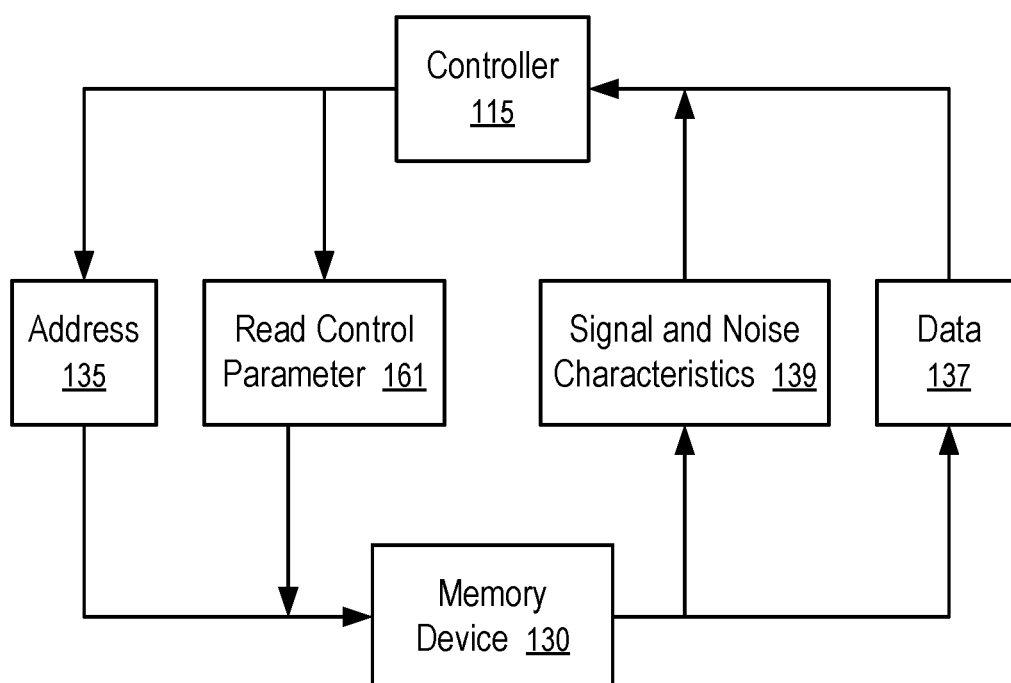 Controller
115
Address
135
Read Control
Parameter 161
Signal and Noise
Characteristics 139
Data
137
Memory
Device 130